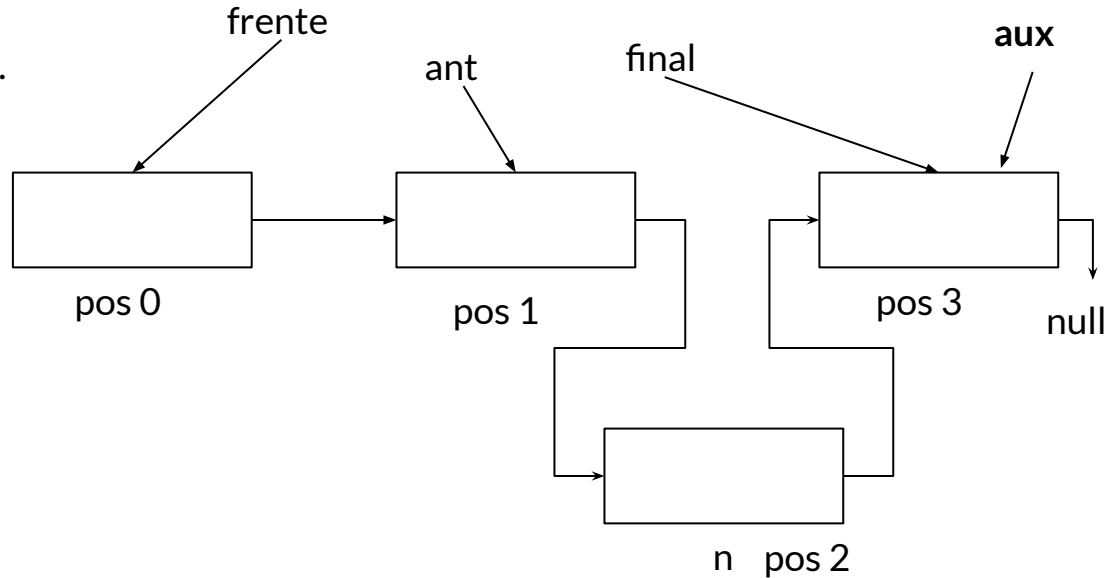 frente
ant
final
aux
.
pos 0
pos 1
pos 3
null
n pos 2